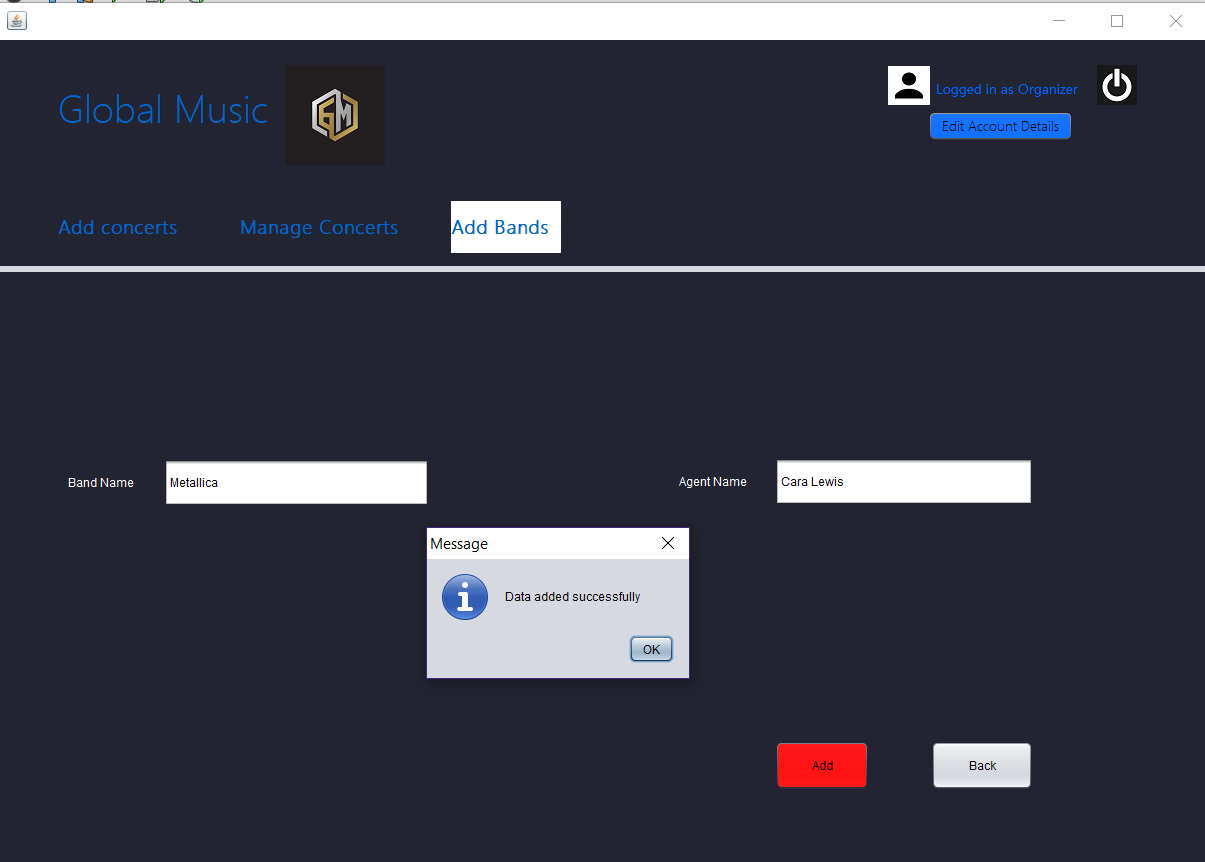 Global Music
GM
Logged in as Organizer
Edit Account Details
Add concerts
Manage Concerts
Add Bands
Band Name
Metallica
Agent Name
Cara Lewis
Message
Data added successfully
OK
Add
Back